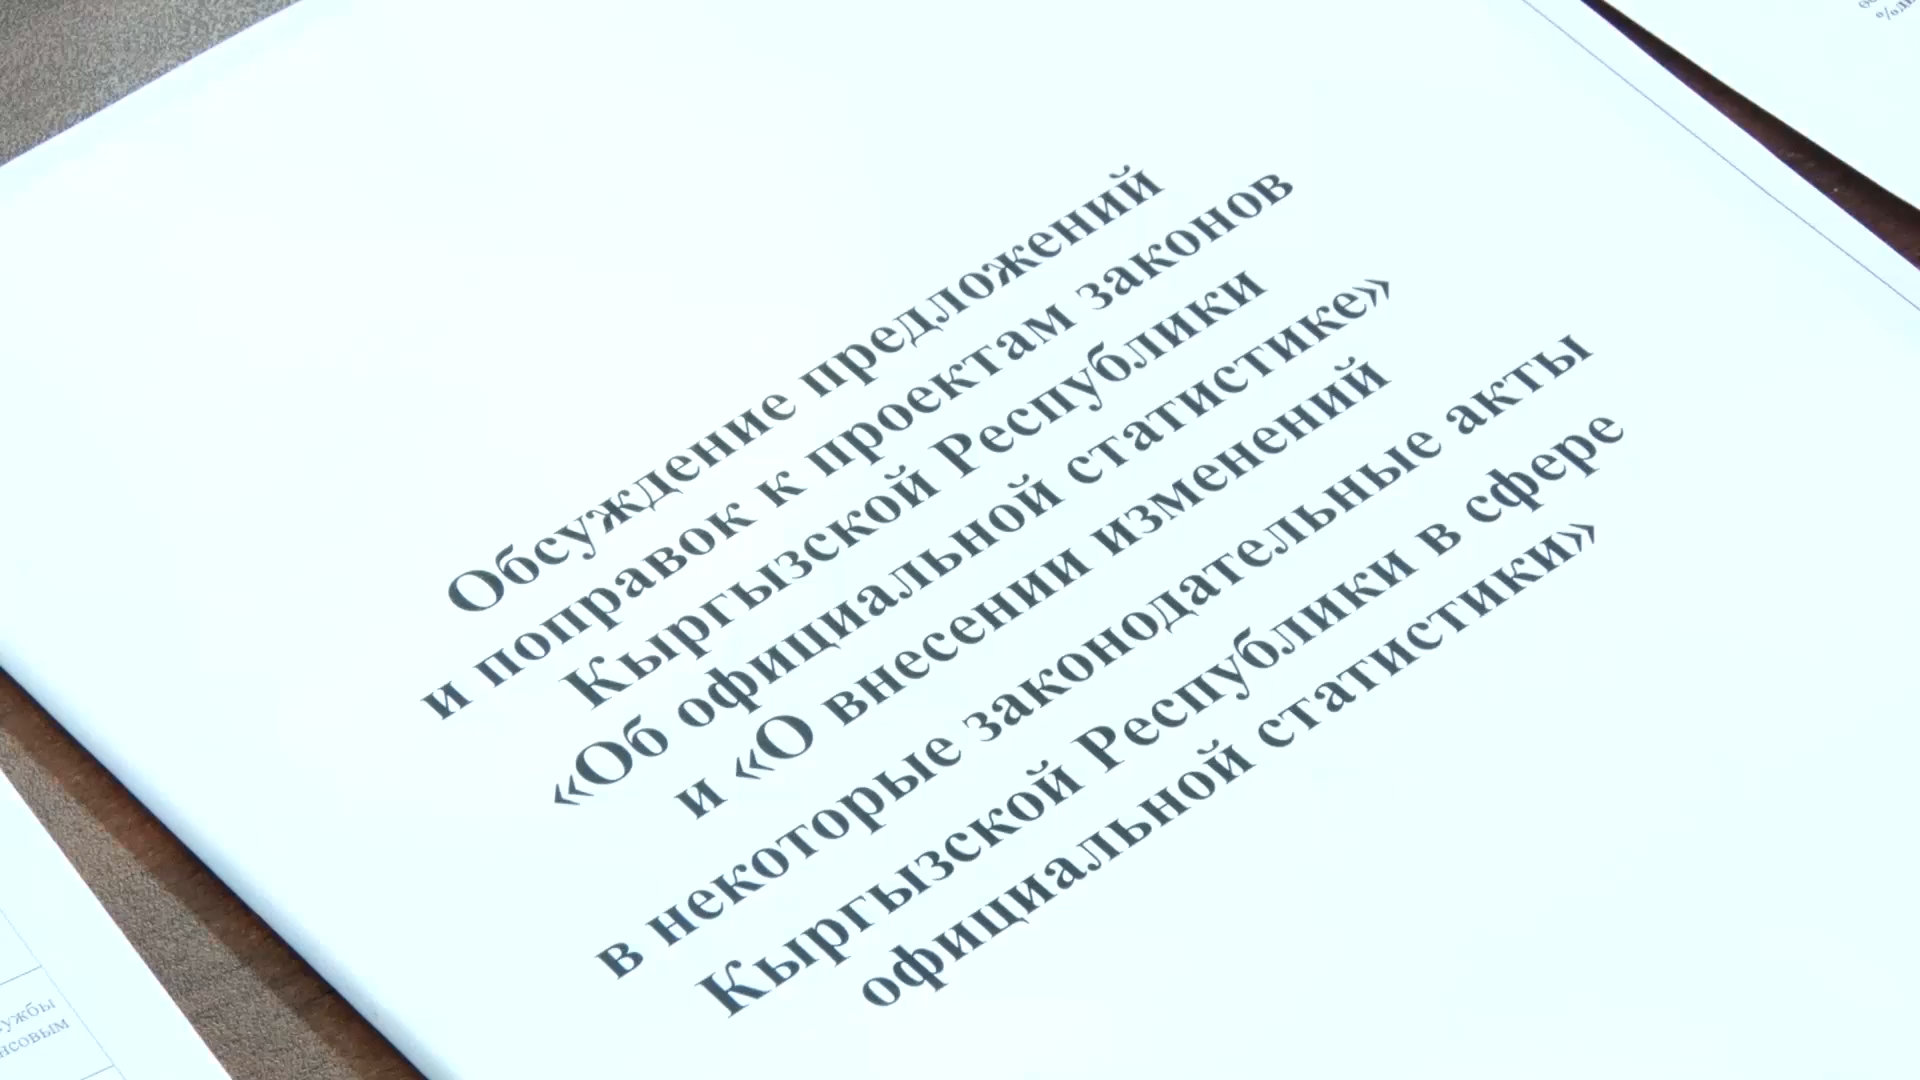 Обсуждение предложений
и поправок к проектам законов
Кыргызской Республики
«Об официальной статистике»
и «О внесении изменений
в некоторые законодательные акты
Кыргызской Республики в сфере
официальной статистики»